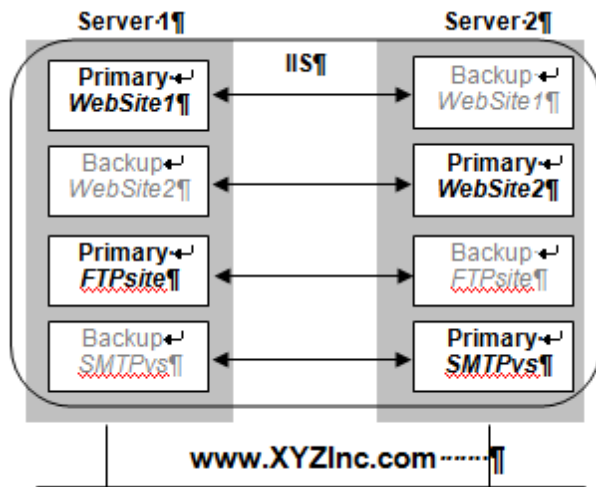 Server·1¶
Server·2¶
IIS¶
Primary·↵
WebSite1¶
Backup·↵
WebSite1¶
Backup·↵
WebSite2¶
Primary·↵
WebSite2¶
Primary·↵
FTPsite¶
Backup·↵
FTPsite¶
Backup·↵
SMTPvs¶
Primary·↵
SMTPvs¶
www.XYZInc.com·······¶